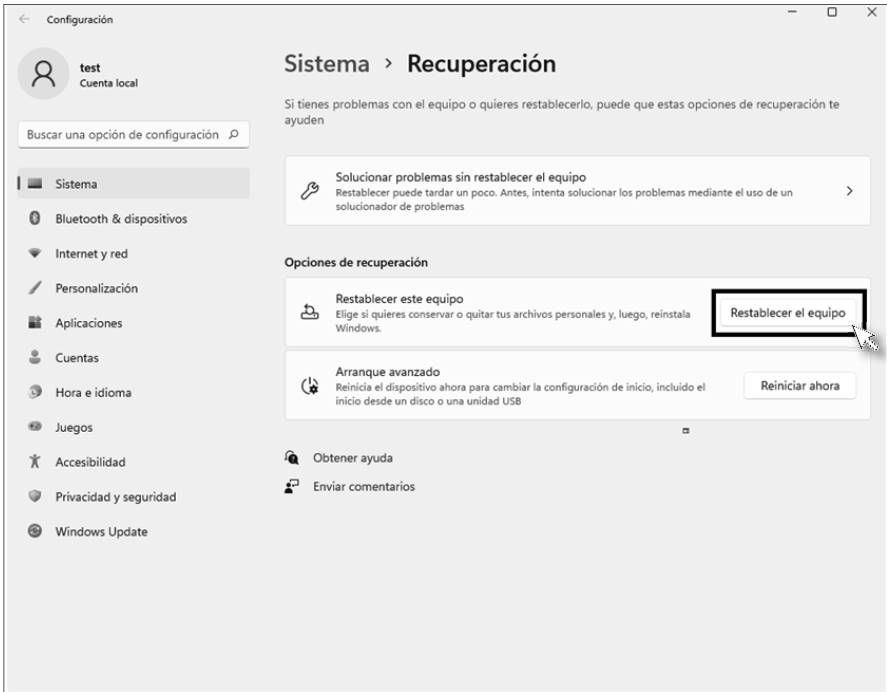 Configuración
test
Cuenta local
Buscar una opción de configuración
Sistema
Bluetooth & dispositivos
Internet y red
Personalización
Aplicaciones
Cuentas
Hora e idioma
Juegos
Accesibilidad
Privacidad y seguridad
Windows Update
Sistema > Recuperación
Si tienes problemas con el equipo o quieres restablecerlo, puede que estas opciones de recuperación te
ayuden
Solucionar problemas sin restablecer el equipo
Restablecer puede tardar un poco. Antes, intenta solucionar los problemas mediante el uso de un
solucionador de problemas
Opciones de recuperación
Restablecer este equipo
Elige si quieres conservar o quitar tus archivos personales y, luego, reinstala
Windows.
Restablecer el equipo
Arranque avanzado
Reinicia el dispositivo ahora para cambiar la configuración de inicio, incluido el
inicio desde un disco o una unidad USB
Reiniciar ahora
Obtener ayuda
Enviar comentarios